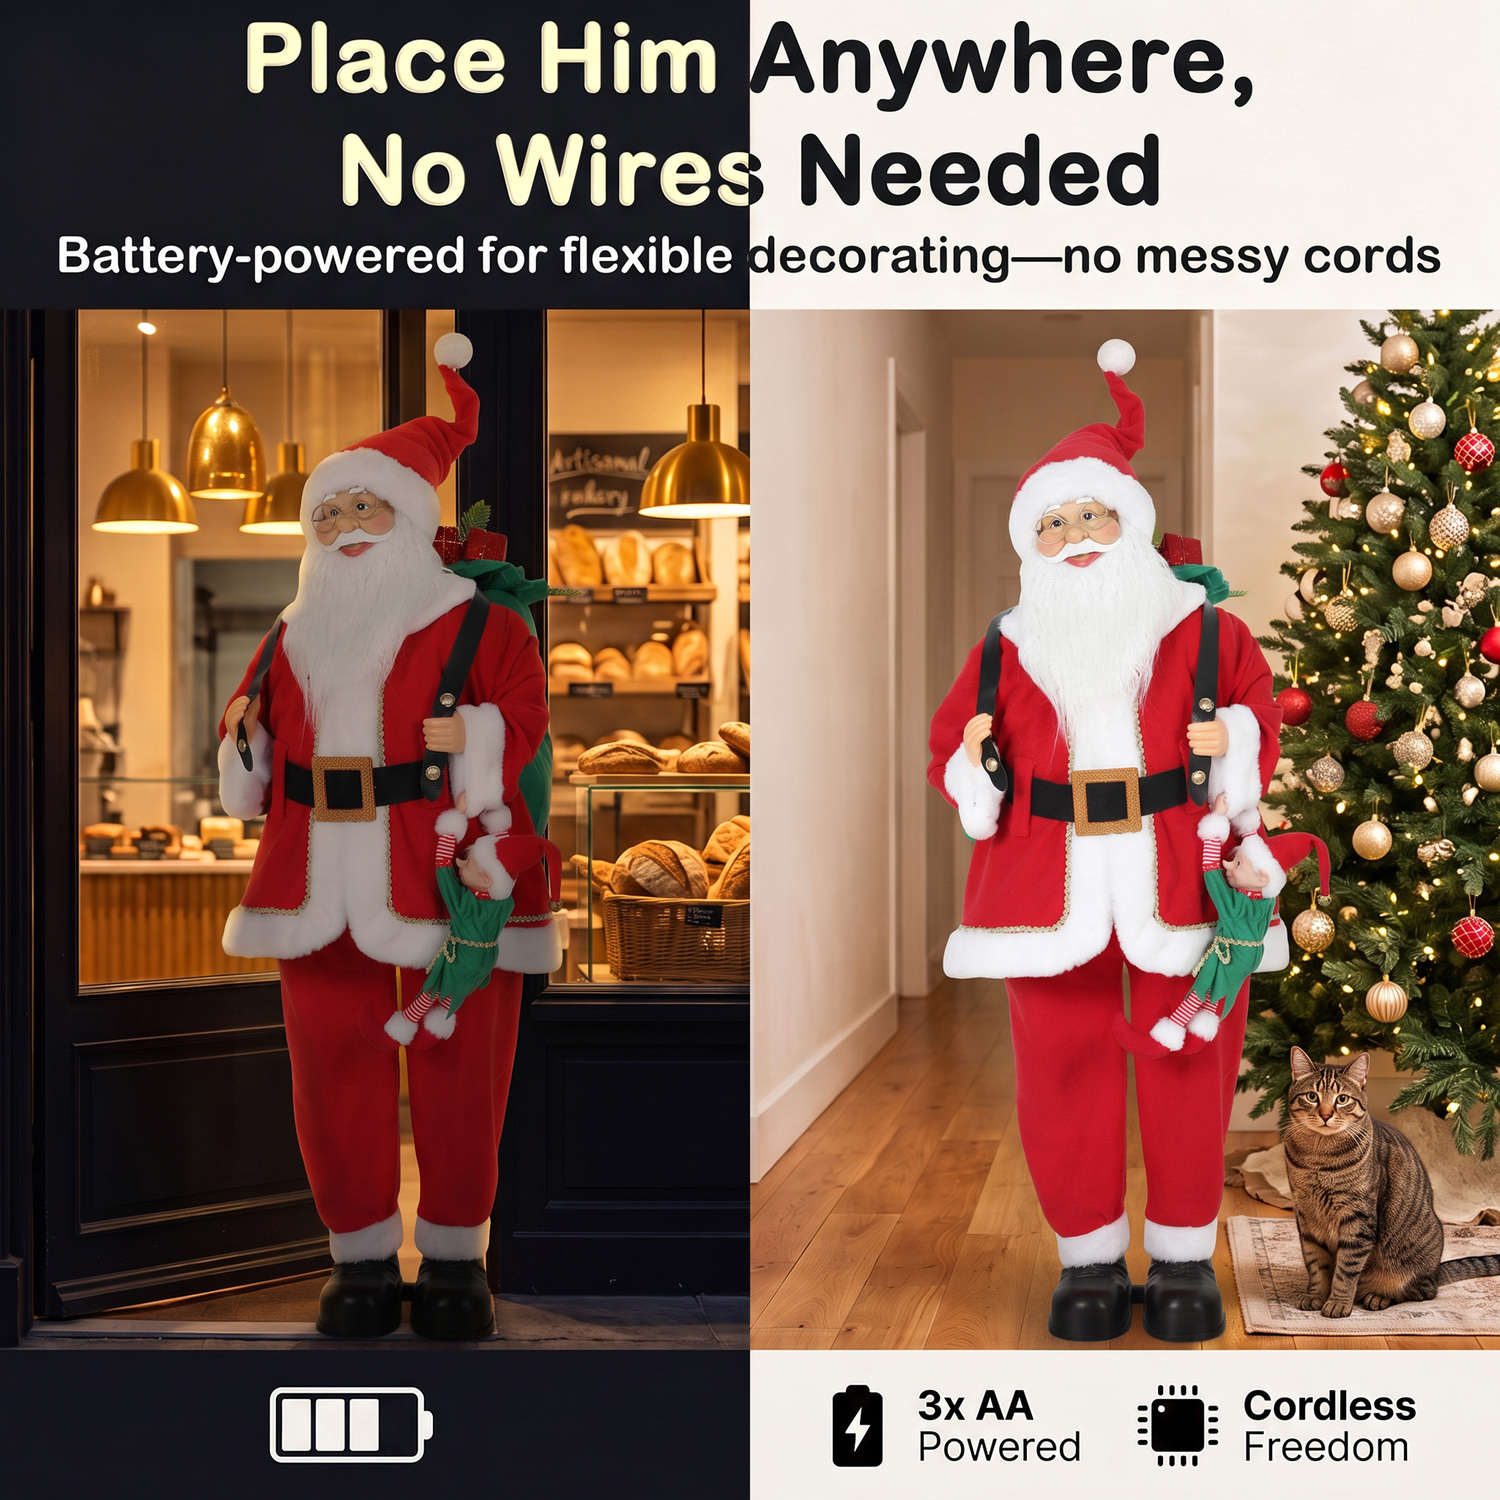 Place Him Anywhere,
No Wires Needed
Battery-powered for flexible decorating—no messy cords
Artisanal
3x AA
Powered
Cordless
Freedom